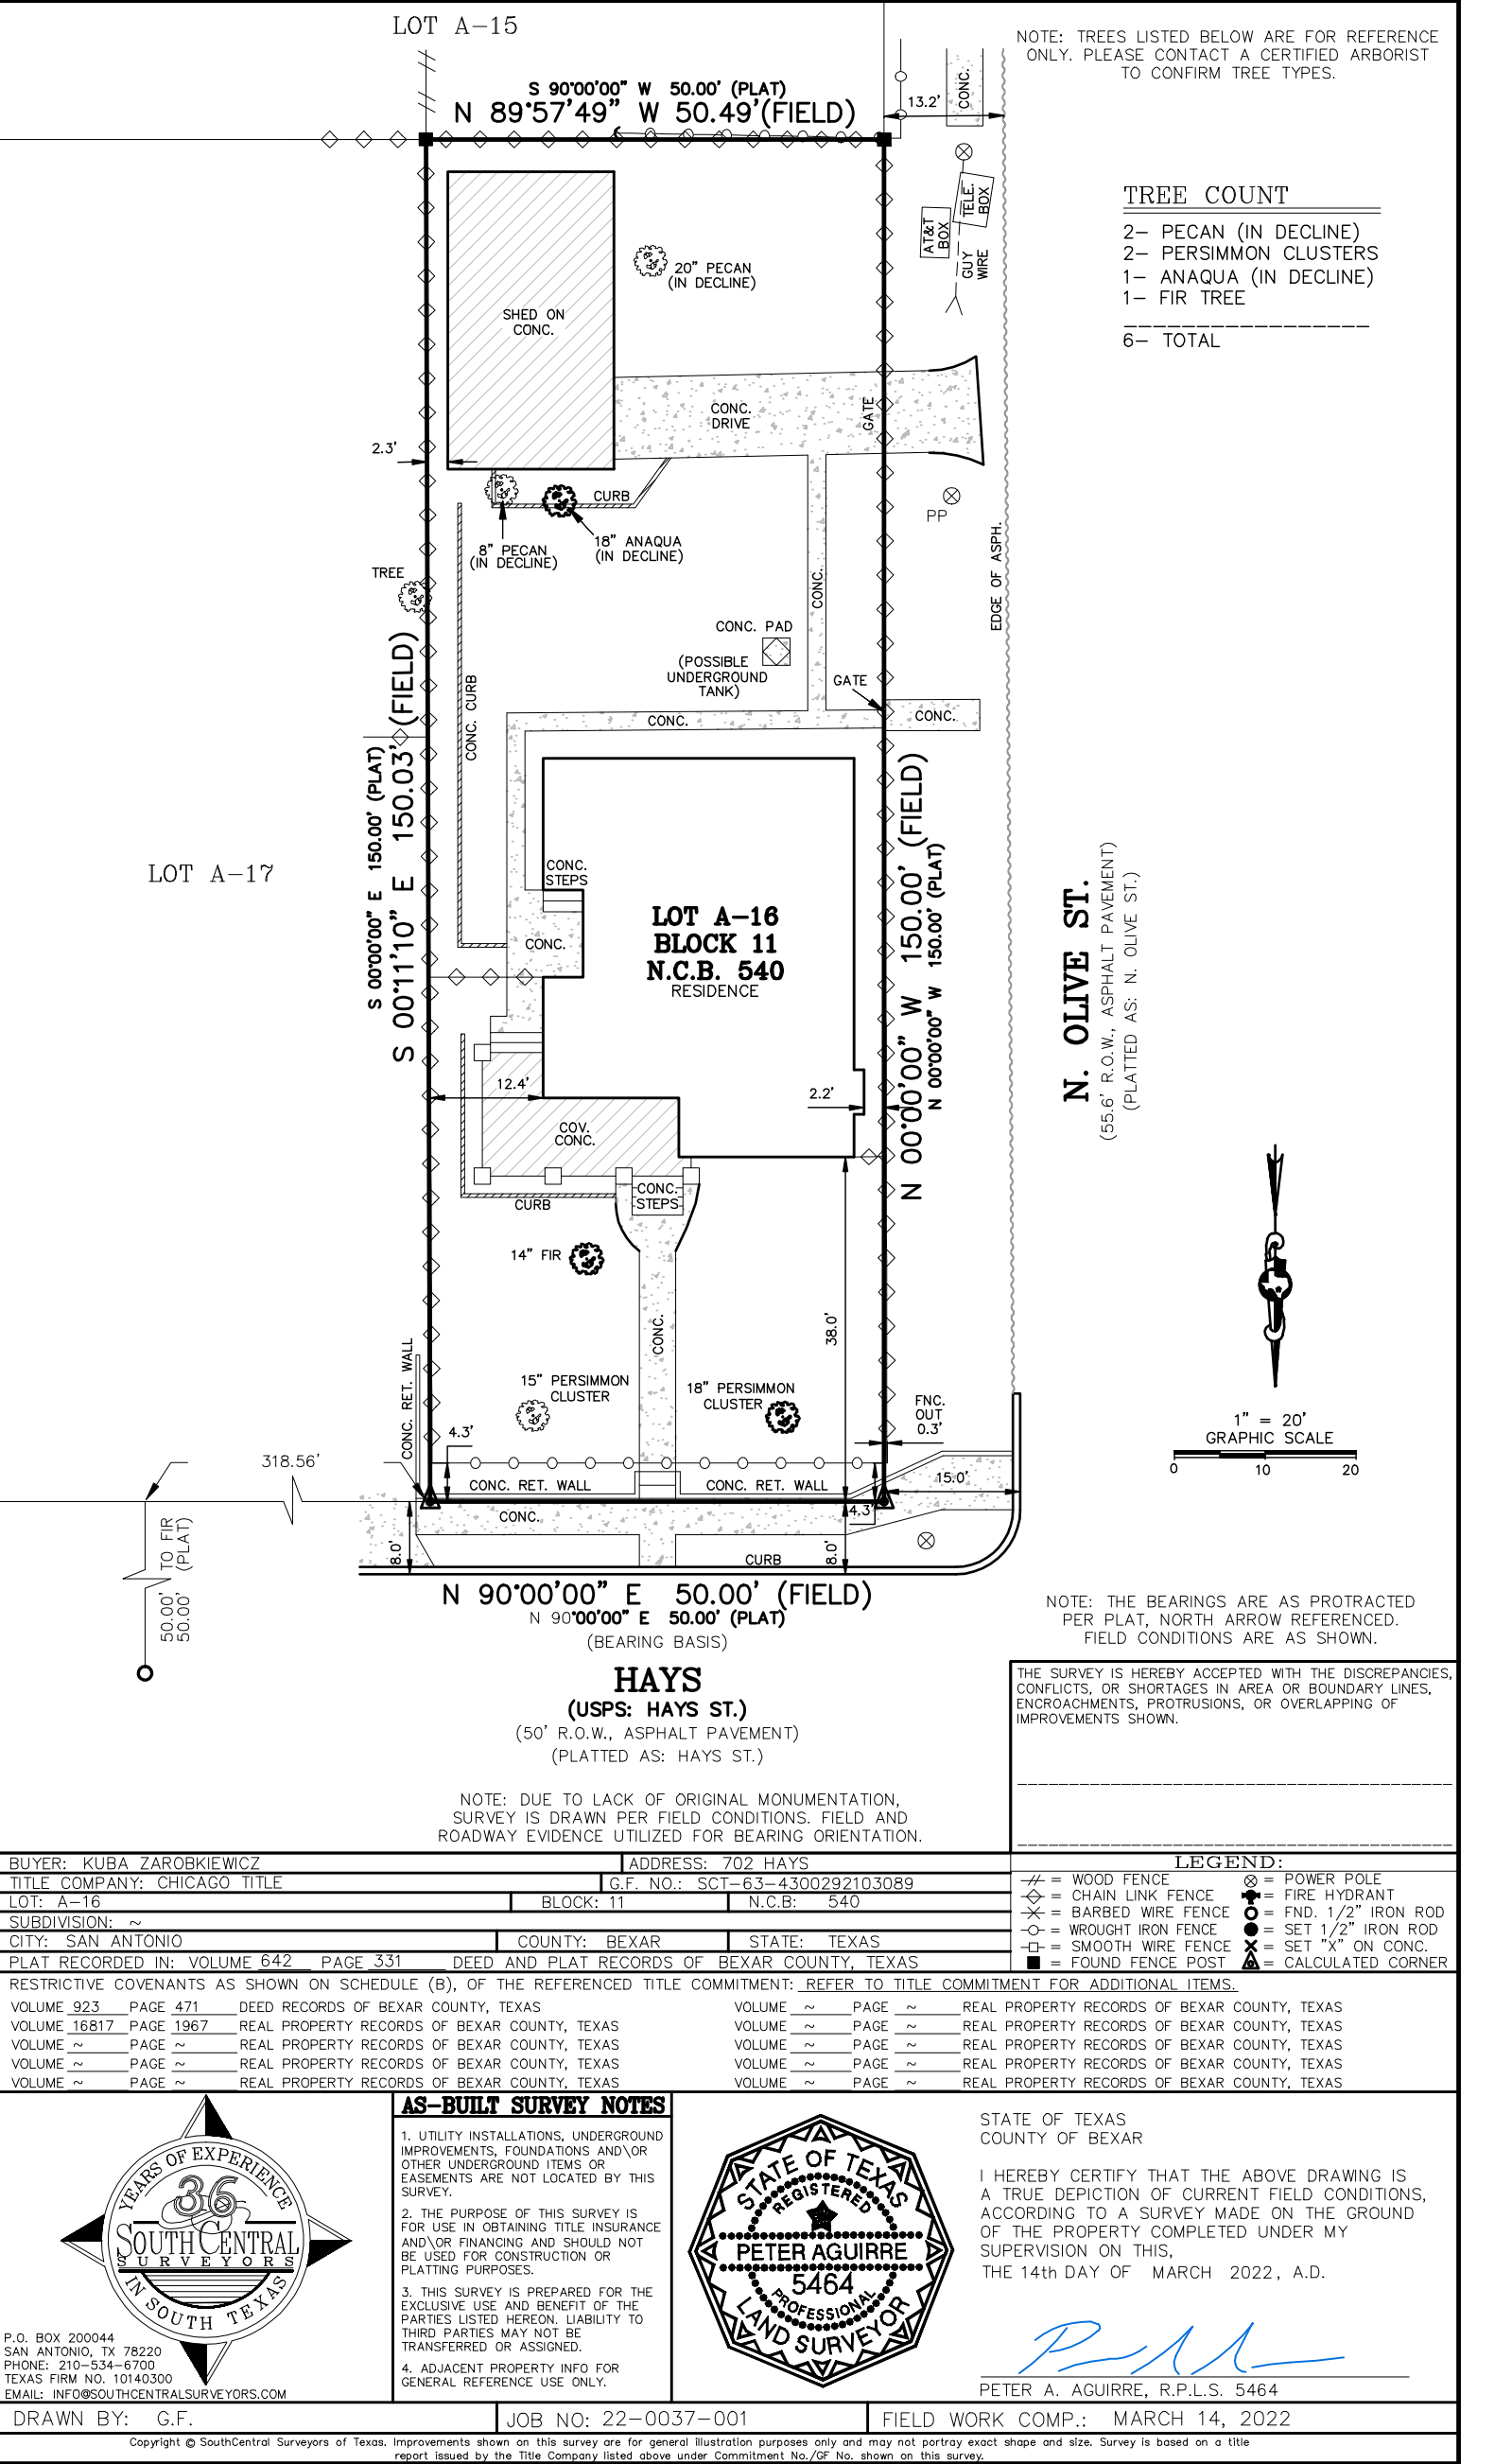 LOT A-15
NOTE: TREES LISTED BELOW ARE FOR REFERENCE
ONLY. PLEASE CONTACT A CERTIFIED ARBORIST
TO CONFIRM TREE TYPES.
S 90°00'00" W 50.00' (PLAT)
N 89°57'49" W 50.49'(FIELD)
13.2'
CONC.
TREE COUNT
2- PECAN (IN DECLINE)
2- PERSIMMON CLUSTERS
1- ANAQUA (IN DECLINE)
1- FIR TREE
6- TOTAL
TELE.
BOX
AT&T
BOX
GUY
WIRE
20" PECAN
(IN DECLINE)
SHED ON
CONC.
CONC.
DRIVE
GATE
2.3'
CURB
8" PECAN
(IN DECLINE)
18" ANAQUA
(IN DECLINE)
PP
EDGE OF ASPH.
TREE
CONC.
CONC. PAD
(POSSIBLE
UNDERGROUND
TANK)
GATE
CONC.
CONC.
CONC. CURB
S 00°00'00" E 150.00' (PLAT)
S 00°11'10" E 150.03' (FIELD)
LOT A-17
CONC.
STEPS
CONC.
LOT A-16
BLOCK 11
N.C.B. 540
RESIDENCE
N 00°00'00" W 150.00' (FIELD)
N 00°00'00" W 150.00' (PLAT)
N. OLIVE ST.
(55.6' R.O.W., ASPHALT PAVEMENT)
(PLATTED AS: N. OLIVE ST.)
12.4'
2.2'
COV.
CONC.
CONC.
STEPS
CURB
14" FIR
CONC.
38.0'
CONC. RET. WALL
15" PERSIMMON
CLUSTER
18" PERSIMMON
CLUSTER
FNC.
OUT
0.3'
1" = 20'
GRAPHIC SCALE
0 10 20
4.3'
318.56'
CONC. RET. WALL
CONC. RET. WALL
15.0'
4.3'
CONC.
8.0'
CURB
8.0'
50.00' TO FIR
50.00' (PLAT)
N 90°00'00" E 50.00' (FIELD)
N 90°00'00" E 50.00' (PLAT)
(BEARING BASIS)
HAYS
(USPS: HAYS ST.)
(50' R.O.W., ASPHALT PAVEMENT)
(PLATTED AS: HAYS ST.)
NOTE: THE BEARINGS ARE AS PROTRACTED
PER PLAT, NORTH ARROW REFERENCED.
FIELD CONDITIONS ARE AS SHOWN.
THE SURVEY IS HEREBY ACCEPTED WITH THE DISCREPANCIES,
CONFLICTS, OR SHORTAGES IN AREA OR BOUNDARY LINES,
ENCROACHMENTS, PROTRUSIONS, OR OVERLAPPING OF
IMPROVEMENTS SHOWN.
NOTE: DUE TO LACK OF ORIGINAL MONUMENTATION,
SURVEY IS DRAWN PER FIELD CONDITIONS. FIELD AND
ROADWAY EVIDENCE UTILIZED FOR BEARING ORIENTATION.
BUYER: KUBA ZAROBKIEWICZ ADDRESS: 702 HAYS
TITLE COMPANY: CHICAGO TITLE G.F. NO.: SCT-63-4300292103089
LOT: A-16 BLOCK: 11 N.C.B: 540
SUBDIVISION: ~
CITY: SAN ANTONIO COUNTY: BEXAR STATE: TEXAS
PLAT RECORDED IN: VOLUME 642 PAGE 331 DEED AND PLAT RECORDS OF BEXAR COUNTY, TEXAS
LEGEND:
= WOOD FENCE = POWER POLE
= CHAIN LINK FENCE = FIRE HYDRANT
= BARBED WIRE FENCE = FND. 1/2" IRON ROD
= WROUGHT IRON FENCE = SET 1/2" IRON ROD
= SMOOTH WIRE FENCE = SET "X" ON CONC.
= FOUND FENCE POST = CALCULATED CORNER
RESTRICTIVE COVENANTS AS SHOWN ON SCHEDULE (B), OF THE REFERENCED TITLE COMMITMENT: REFER TO TITLE COMMITMENT FOR ADDITIONAL ITEMS.
VOLUME 923 PAGE 471 DEED RECORDS OF BEXAR COUNTY, TEXAS VOLUME ~ PAGE ~ REAL PROPERTY RECORDS OF BEXAR COUNTY, TEXAS
VOLUME 16817 PAGE 1967 REAL PROPERTY RECORDS OF BEXAR COUNTY, TEXAS VOLUME ~ PAGE ~ REAL PROPERTY RECORDS OF BEXAR COUNTY, TEXAS
VOLUME ~ PAGE ~ REAL PROPERTY RECORDS OF BEXAR COUNTY, TEXAS VOLUME ~ PAGE ~ REAL PROPERTY RECORDS OF BEXAR COUNTY, TEXAS
VOLUME ~ PAGE ~ REAL PROPERTY RECORDS OF BEXAR COUNTY, TEXAS VOLUME ~ PAGE ~ REAL PROPERTY RECORDS OF BEXAR COUNTY, TEXAS
VOLUME ~ PAGE ~ REAL PROPERTY RECORDS OF BEXAR COUNTY, TEXAS VOLUME ~ PAGE ~ REAL PROPERTY RECORDS OF BEXAR COUNTY, TEXAS
YEARS OF EXPERIENCE
36
SOUTHCENTRAL
SURVEYORS
IN SOUTH TEXAS
P.O. BOX 200044
SAN ANTONIO, TX 78220
PHONE: 210-534-6700
TEXAS FIRM NO. 10140300
EMAIL: INFO@SOUTHCENTRALSURVEYORS.COM
AS-BUILT SURVEY NOTES
1. UTILITY INSTALLATIONS, UNDERGROUND
IMPROVEMENTS, FOUNDATIONS AND\OR
OTHER UNDERGROUND ITEMS OR
EASEMENTS ARE NOT LOCATED BY THIS
SURVEY.
2. THE PURPOSE OF THIS SURVEY IS
FOR USE IN OBTAINING TITLE INSURANCE
AND\OR FINANCING AND SHOULD NOT
BE USED FOR CONSTRUCTION OR
PLATTING PURPOSES.
3. THIS SURVEY IS PREPARED FOR THE
EXCLUSIVE USE AND BENEFIT OF THE
PARTIES LISTED HEREON. LIABILITY TO
THIRD PARTIES MAY NOT BE
TRANSFERRED OR ASSIGNED.
4. ADJACENT PROPERTY INFO FOR
GENERAL REFERENCE USE ONLY.
STATE OF TEXAS
REGISTERED
PETER AGUIRRE
5464
PROFESSIONAL
LAND SURVEYOR
STATE OF TEXAS
COUNTY OF BEXAR
I HEREBY CERTIFY THAT THE ABOVE DRAWING IS
A TRUE DEPICTION OF CURRENT FIELD CONDITIONS,
ACCORDING TO A SURVEY MADE ON THE GROUND
OF THE PROPERTY COMPLETED UNDER MY
SUPERVISION ON THIS,
THE 14th DAY OF MARCH 2022, A.D.
PETER A. AGUIRRE, R.P.L.S. 5464
DRAWN BY: G.F. JOB NO: 22-0037-001 FIELD WORK COMP.: MARCH 14, 2022
Copyright © SouthCentral Surveyors of Texas. Improvements shown on this survey are for general illustration purposes only and may not portray exact shape and size. Survey is based on a title
report issued by the Title Company listed above under Commitment No./GF No. shown on this survey.